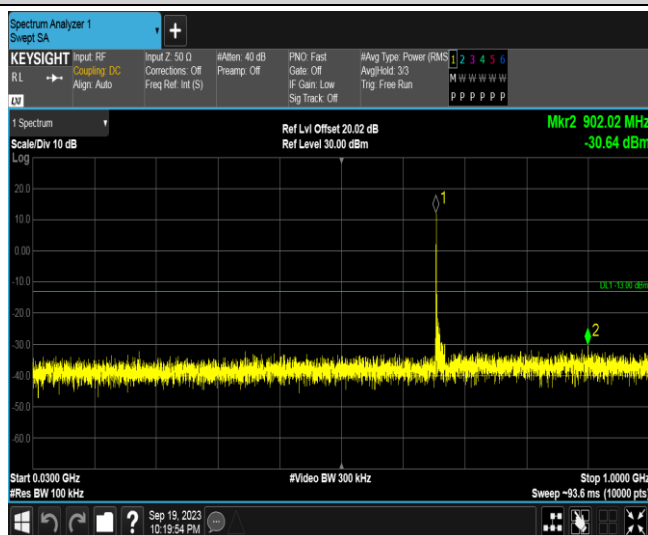 Spectrum Analyzer 1
Swept SA
+
KEYSIGHT Input: RF Input Z: 50 Ω #Atten: 40 dB PNO: Fast #Avg Type: Power (RMS 1 2 3 4 5 6
RL Coupling: DC Corrections: Off Preamp: Off Gate: Off Avg|Hold: 3/3 M W W W W W
Align: Auto Freq Ref: Int (S) IF Gain: Low Trig: Free Run
LXI Sig Track: Off P P P P P P
1 Spectrum Ref Lvl Offset 20.02 dB Mkr2 902.02 MHz
Scale/Div 10 dB Ref Level 30.00 dBm -30.64 dBm
Log
20.0
1
10.0
0.00
-10.0
DL1 -13.00 dBm
-20.0
2
-30.0
-40.0
-50.0
-60.0
Start 0.0300 GHz #Video BW 300 kHz Stop 1.0000 GHz
#Res BW 100 kHz Sweep ~93.6 ms (10000 pts)
? Sep 19, 2023
10:19:54 PM